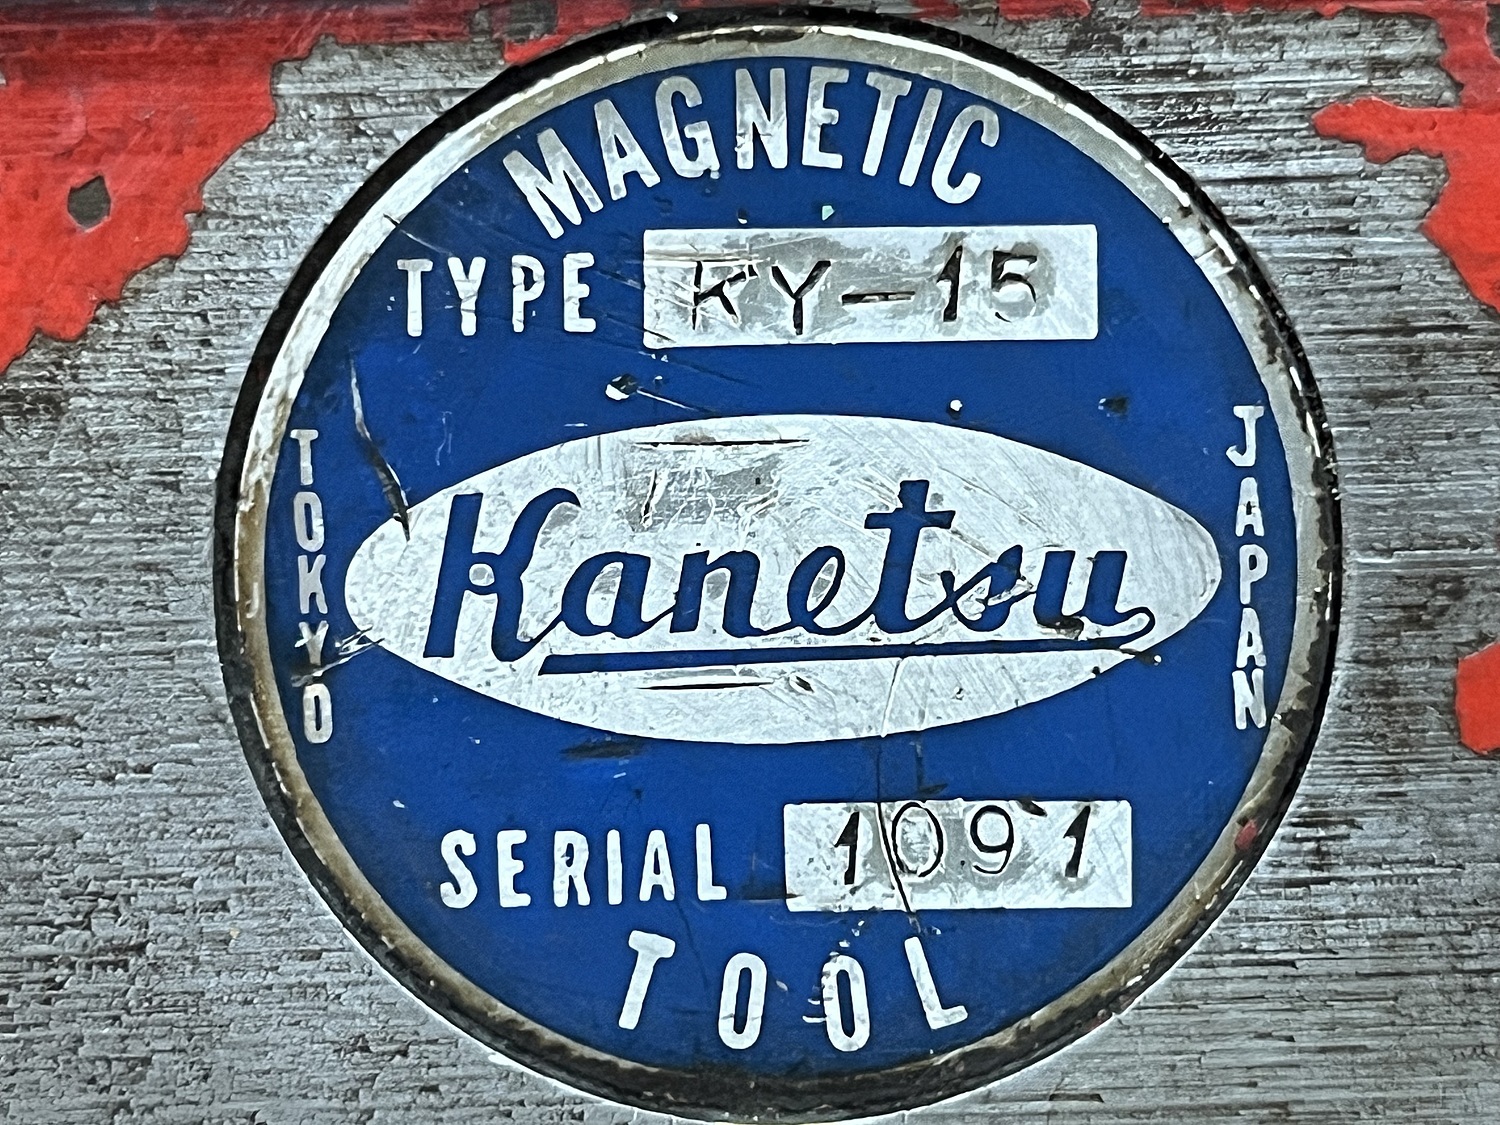 MAGNETIC
TYPE KY-15
TOKYO
Kanetsu
JAPAN
SERIAL 1091
TOOL